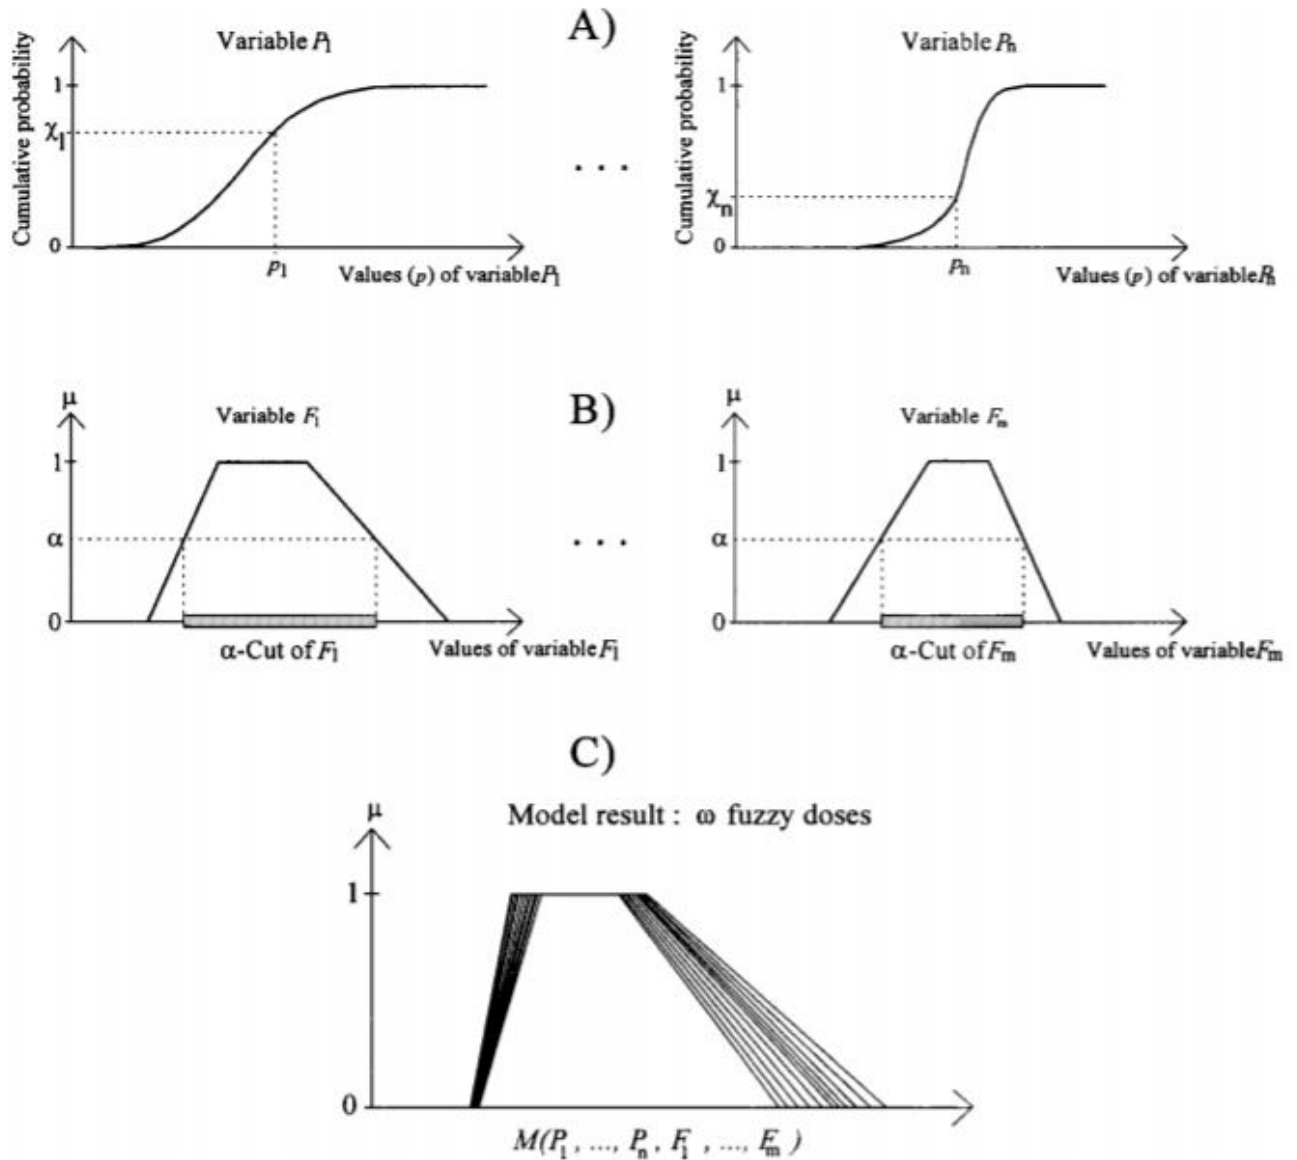 A)
Variable P₁
Cumulative probability
1
χ₁
0
p₁
Values (p) of variable P₁
. . .
Variable Pₙ
Cumulative probability
1
χₙ
0
pₙ
Values (p) of variable Pₙ
B)
μ
Variable F₁
1
α
0
α-Cut of F₁
Values of variable F₁
. . .
μ
Variable Fₘ
1
α
0
α-Cut of Fₘ
Values of variable Fₘ
C)
Model result : ω fuzzy doses
μ
1
0
M(P₁ , ..., Pₙ , F₁ , ..., Fₘ )